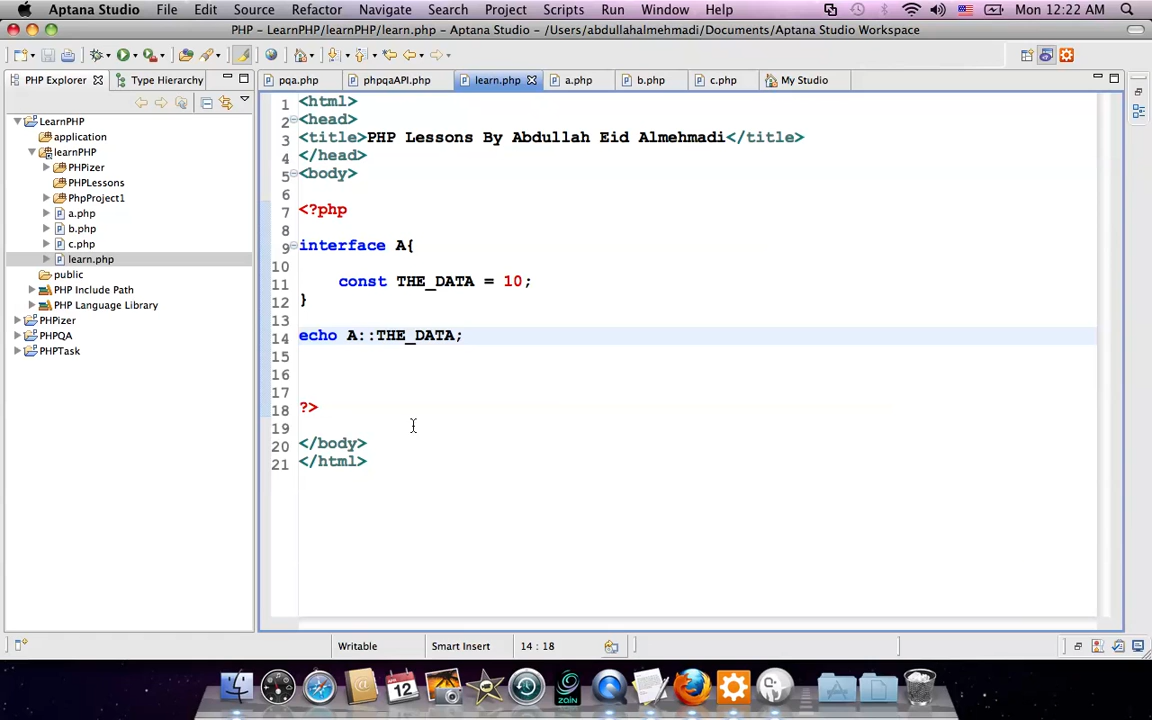 Aptana Studio File Edit Source Refactor Navigate Search Project Scripts Run Window Help Mon 12:22 AM
PHP - LearnPHP/learnPHP/learn.php - Aptana Studio - /Users/abdullahalmehmadi/Documents/Aptana Studio Workspace
PHP Explorer Type Hierarchy
pqa.php phpqaAPI.php learn.php a.php b.php c.php My Studio
LearnPHP
application
learnPHP
PHPizer
PHPLessons
PhpProject1
a.php
b.php
c.php
learn.php
public
PHP Include Path
PHP Language Library
PHPizer
PHPQA
PHPTask
1 <html>
2 <head>
3 <title>PHP Lessons By Abdullah Eid Almehmadi</title>
4 </head>
5 <body>
6
7 <?php
8
9 interface A{
10
11 const THE_DATA = 10;
12 }
13
14 echo A::THE_DATA;
15
16
17
18 ?>
19
20 </body>
21 </html>
Writable Smart Insert 14 : 18
12
zain